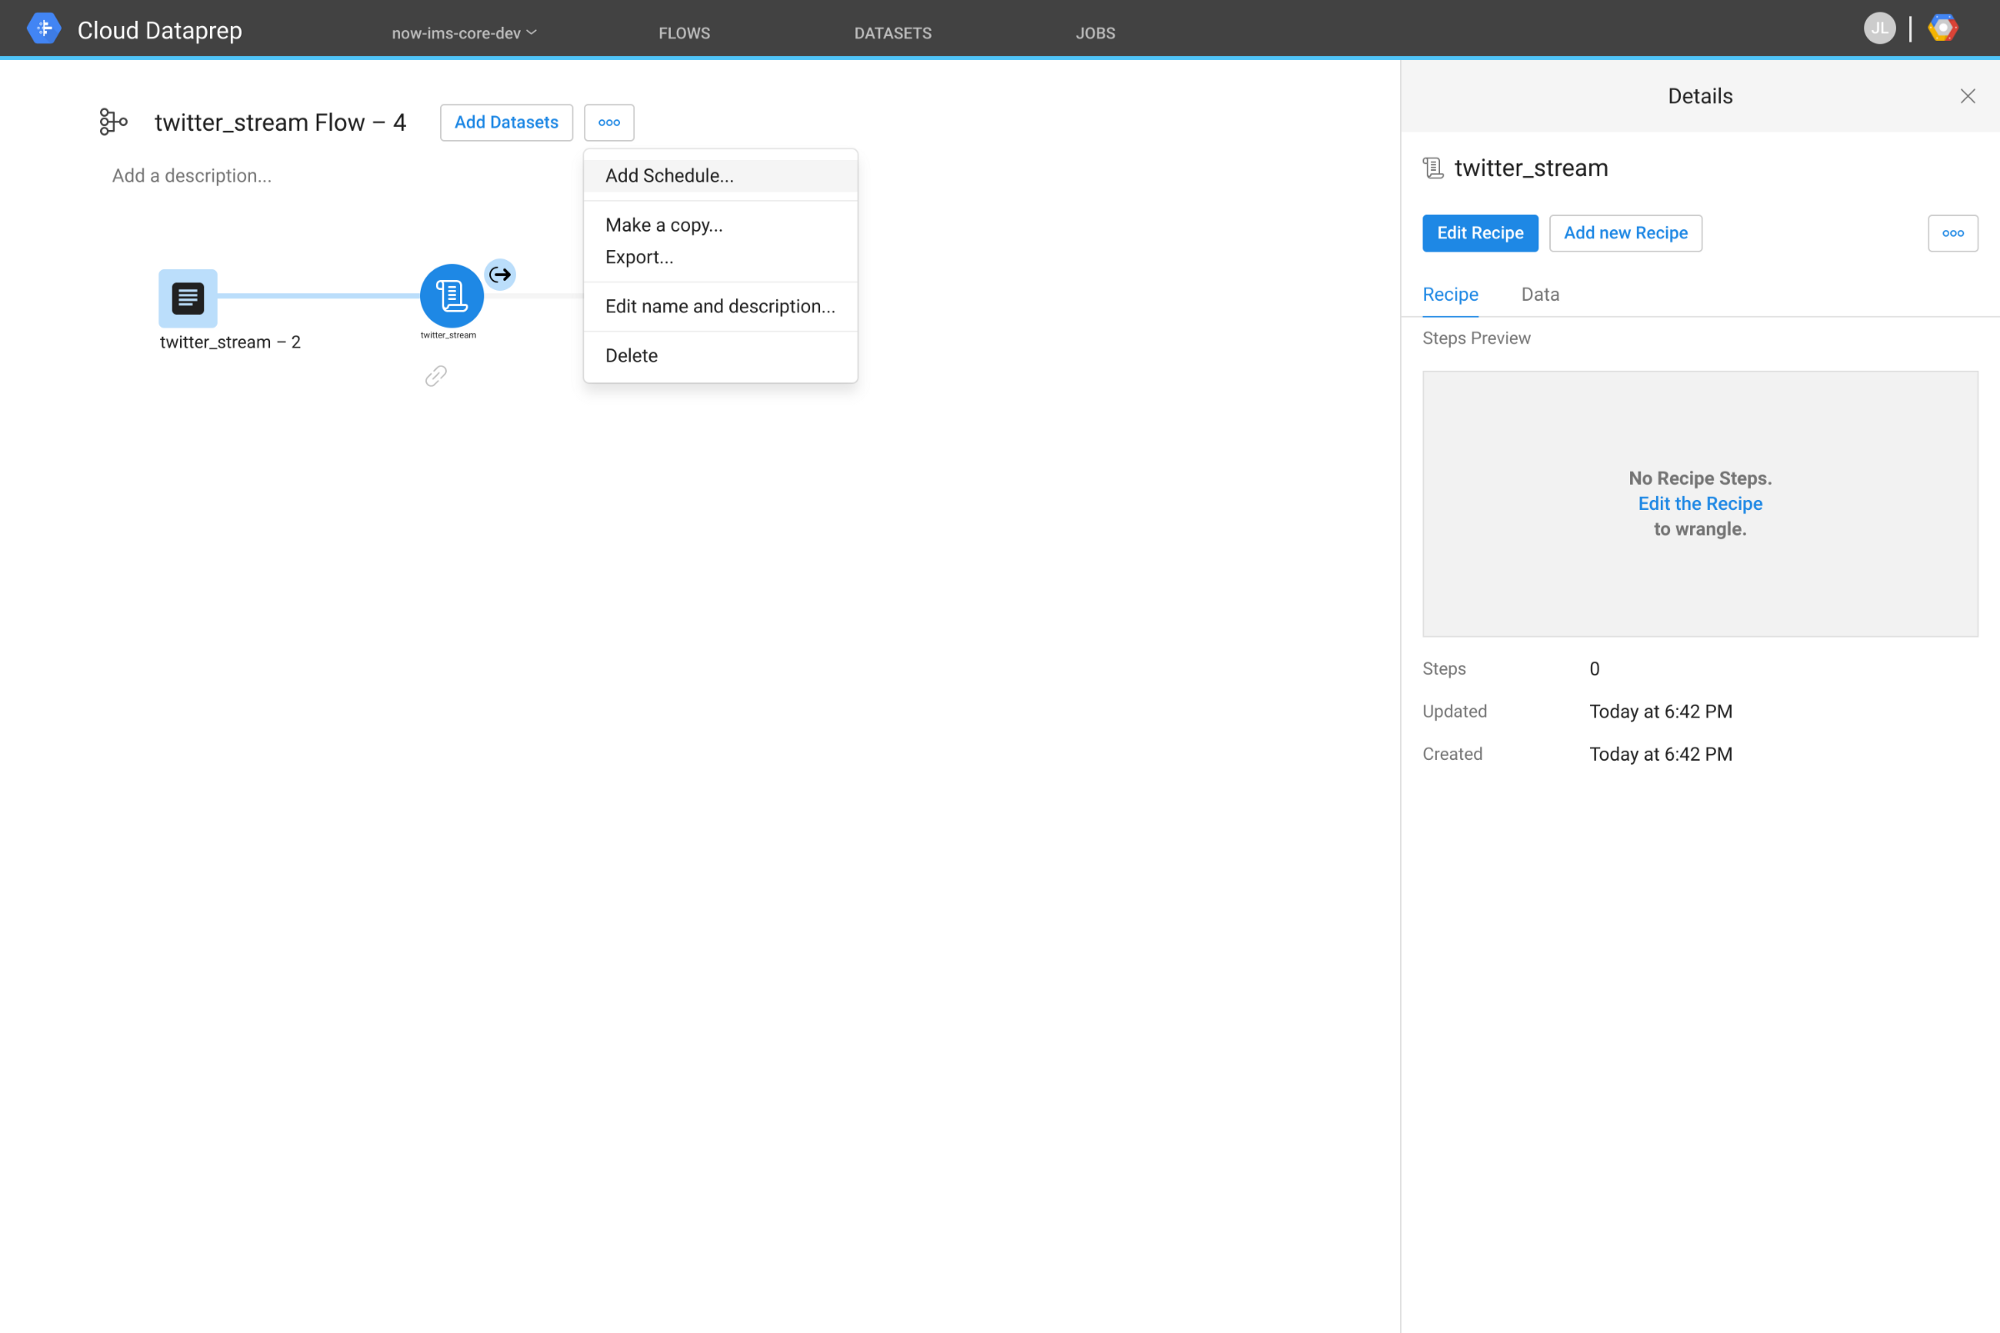 Cloud Dataprep
now-ims-core-dev
FLOWS
DATASETS
JOBS
JL
twitter_stream Flow – 4
Add Datasets
Add a description...
Add Schedule...
Make a copy...
Export...
Edit name and description...
Delete
twitter_stream – 2
twitter_stream
Details
twitter_stream
Edit Recipe
Add new Recipe
Recipe
Data
Steps Preview
No Recipe Steps.
Edit the Recipe
to wrangle.
Steps 0
Updated Today at 6:42 PM
Created Today at 6:42 PM